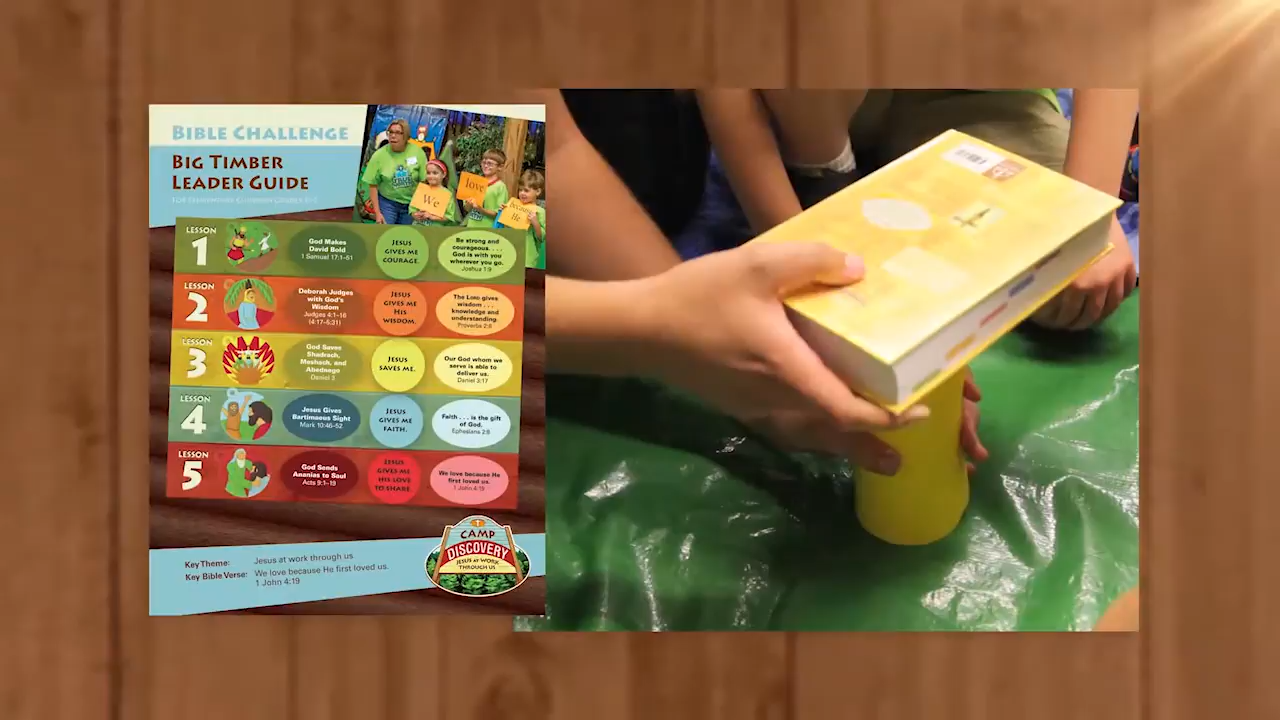 BIBLE CHALLENGE
BIG TIMBER
LEADER GUIDE
We
love
because
He
LESSON
1
God Makes
David Bold
1 Samuel 17:1–51
JESUS
GIVES ME
COURAGE.
Be strong and
courageous. . . .
God is with you
wherever you go.
Joshua 1:9
LESSON
2
Deborah Judges
with God's
Wisdom
Judges 4:1–16
(4:17–5:31)
JESUS
GIVES ME
HIS
WISDOM.
The LORD gives
wisdom . . .
knowledge and
understanding.
Proverbs 2:6
LESSON
3
God Saves
Shadrach,
Meshach, and
Abednego
Daniel 3
JESUS
SAVES ME.
Our God whom we
serve is able to
deliver us.
Daniel 3:17
LESSON
4
Jesus Gives
Bartimaeus Sight
Mark 10:46–52
JESUS
GIVES ME
FAITH.
Faith . . . is the gift
of God.
Ephesians 2:8
LESSON
5
God Sends
Ananias to Saul
Acts 9:1–19
JESUS
GIVES ME
HIS LOVE
TO SHARE.
We love because He
first loved us.
1 John 4:19
Key Theme: Jesus at work through us
Key Bible Verse: We love because He first loved us.
1 John 4:19
CAMP
DISCOVERY
JESUS AT WORK
THROUGH US